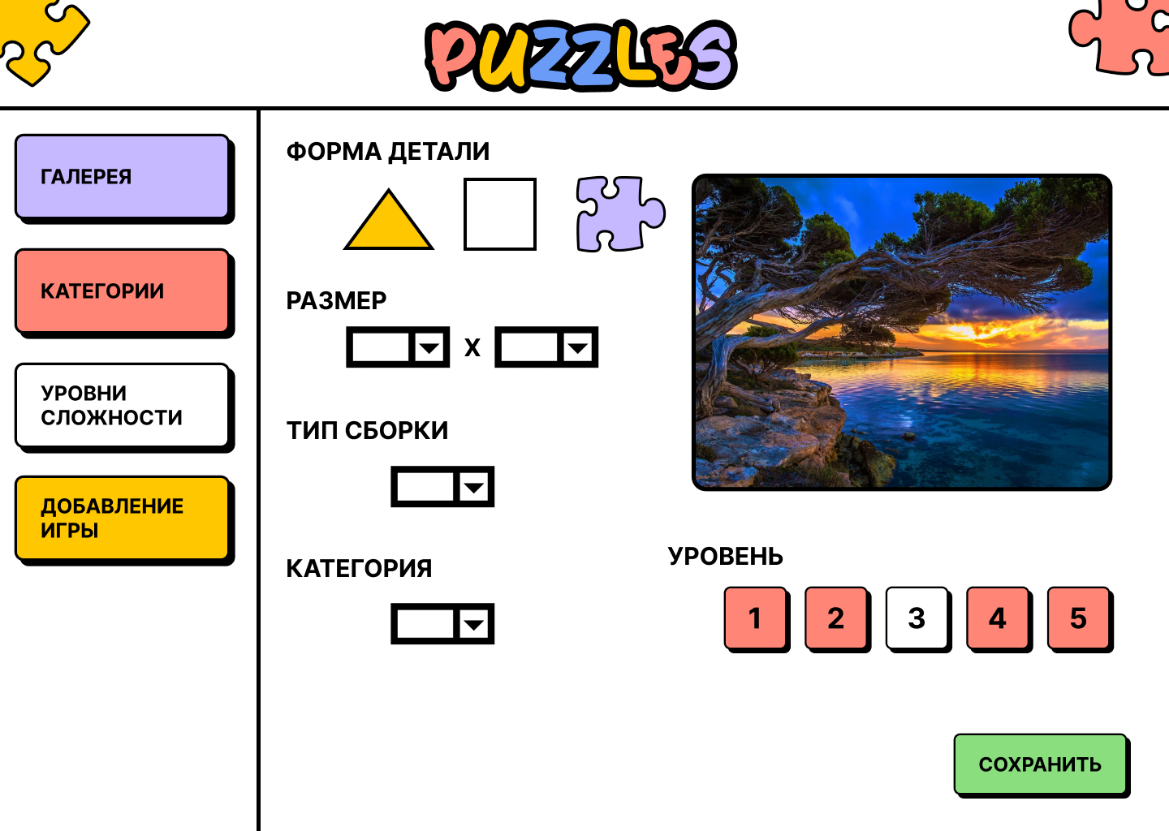 PUZZLES
ГАЛЕРЕЯ
КАТЕГОРИИ
УРОВНИ
СЛОЖНОСТИ
ДОБАВЛЕНИЕ
ИГРЫ
ФОРМА ДЕТАЛИ
РАЗМЕР
X
ТИП СБОРКИ
КАТЕГОРИЯ
УРОВЕНЬ
1 2 3 4 5
СОХРАНИТЬ